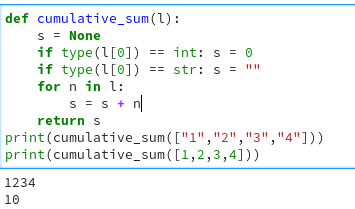 def cumulative_sum(l):
    s = None
    if type(l[0]) == int: s = 0
    if type(l[0]) == str: s = ""
    for n in l:
        s = s + n
    return s
print(cumulative_sum(["1","2","3","4"]))
print(cumulative_sum([1,2,3,4]))
1234
10